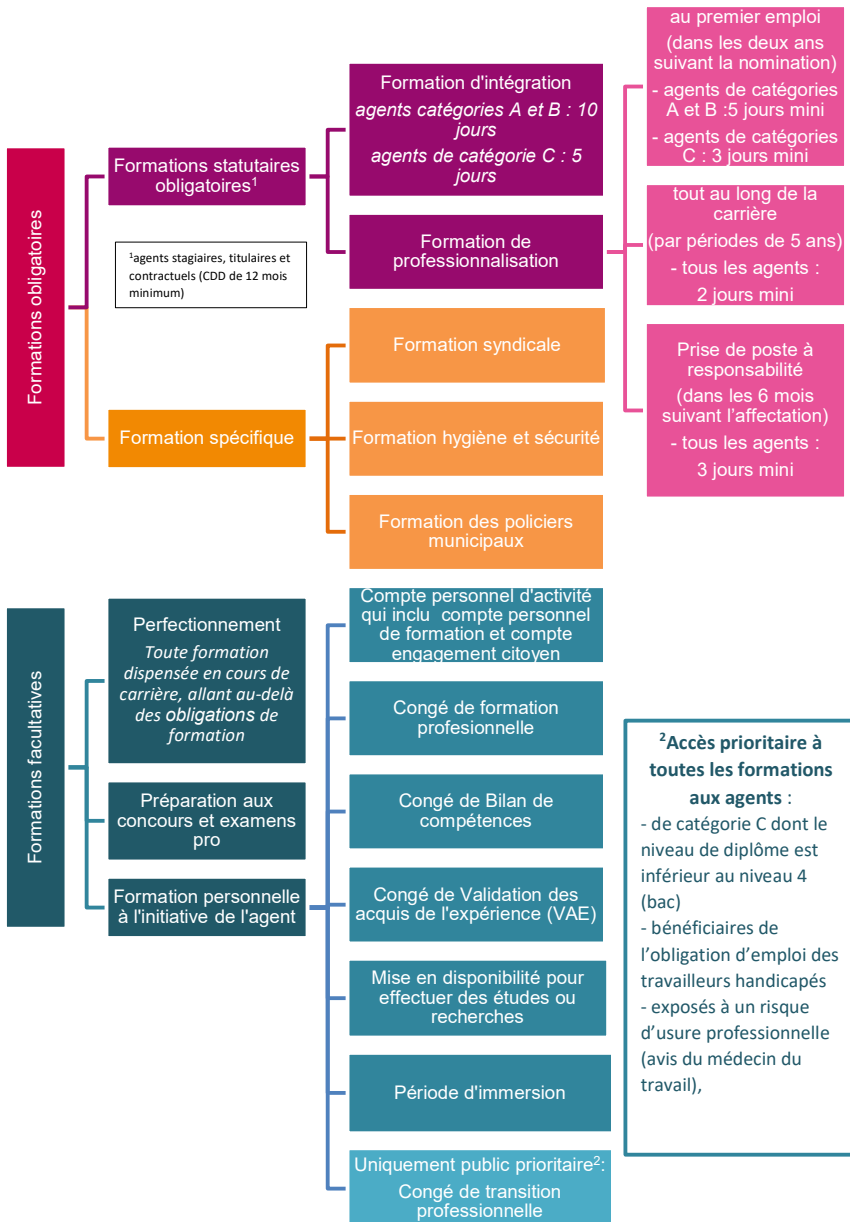 Formations obligatoires
Formations statutaires
obligatoires¹
¹agents stagiaires, titulaires et
contractuels (CDD de 12 mois
minimum)
Formation d'intégration
agents catégories A et B : 10
jours
agents de catégorie C : 5
jours
Formation de
professionnalisation
au premier emploi
(dans les deux ans
suivant la nomination)
- agents de catégories
A et B :5 jours mini
- agents de catégories
C : 3 jours mini
tout au long de la
carrière
(par périodes de 5 ans)
- tous les agents :
2 jours mini
Prise de poste à
responsabilité
(dans les 6 mois
suivant l'affectation)
- tous les agents :
3 jours mini
Formation spécifique
Formation syndicale
Formation hygiène et sécurité
Formation des policiers
municipaux
Formations facultatives
Perfectionnement
Toute formation
dispensée en cours de
carrière, allant au-delà
des obligations de
formation
Préparation aux
concours et examens
pro
Formation personnelle
à l'initiative de l'agent
Compte personnel d'activité
qui inclu compte personnel
de formation et compte
engagement citoyen
Congé de formation
profesionnelle
Congé de Bilan de
compétences
Congé de Validation des
acquis de l'expérience (VAE)
Mise en disponibilité pour
effectuer des études ou
recherches
Période d'immersion
Uniquement public prioritaire²:
Congé de transition
professionnelle
²Accès prioritaire à
toutes les formations
aux agents :
- de catégorie C dont le
niveau de diplôme est
inférieur au niveau 4
(bac)
- bénéficiaires de
l'obligation d'emploi des
travailleurs handicapés
- exposés à un risque
d'usure professionnelle
(avis du médecin du
travail),